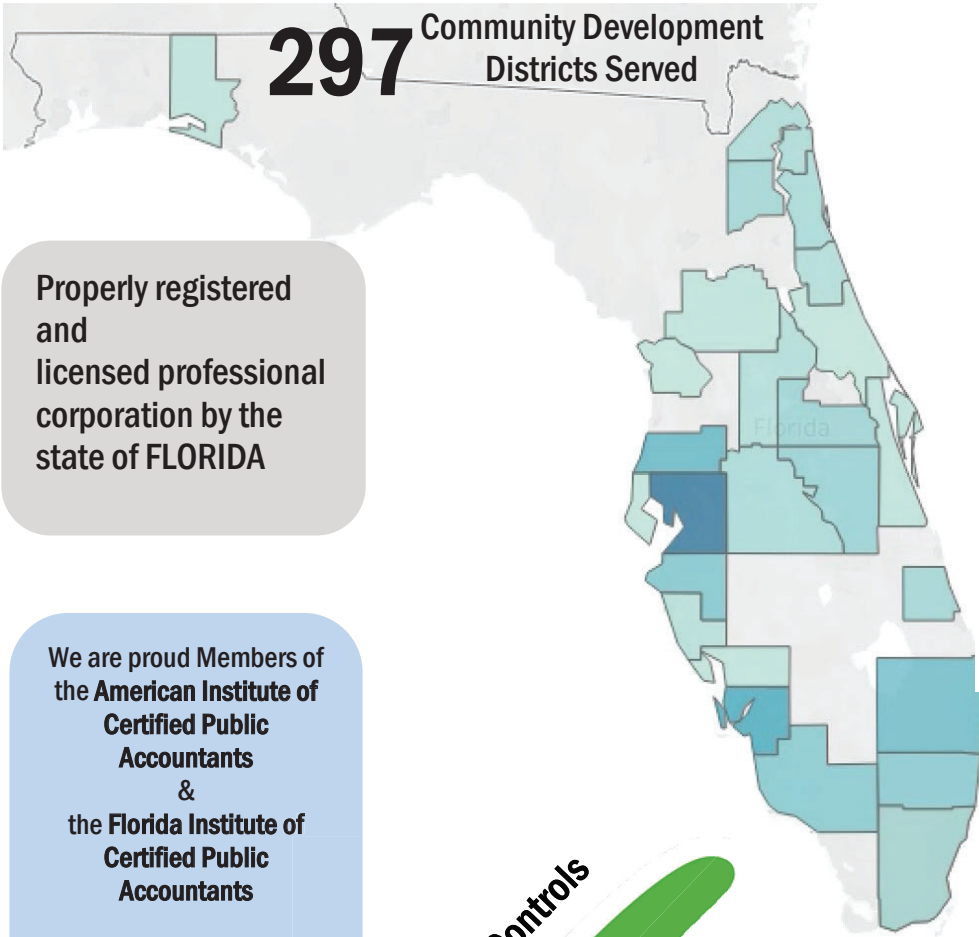 297
Community Development
Districts Served
Properly registered
and
licensed professional
corporation by the
state of FLORIDA
Florida
We are proud Members of
the American Institute of
Certified Public
Accountants
&
the Florida Institute of
Certified Public
Accountants
Controls